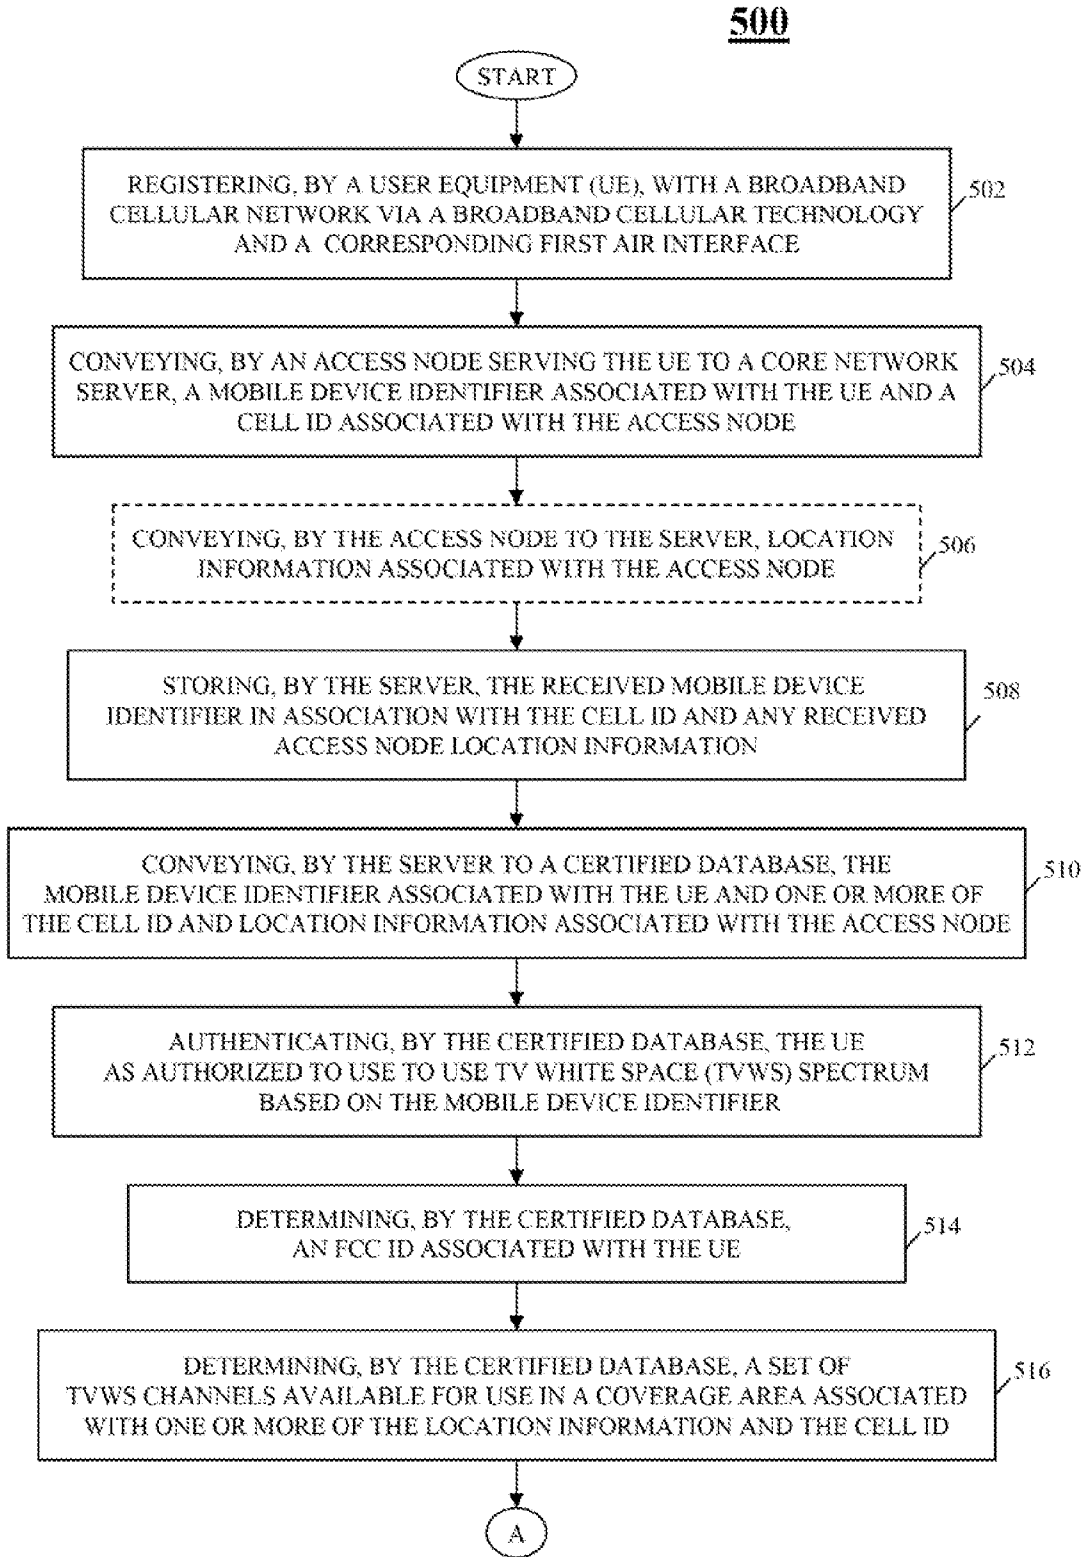 500
START
REGISTERING, BY A USER EQUIPMENT (UE), WITH A BROADBAND
CELLULAR NETWORK VIA A BROADBAND CELLULAR TECHNOLOGY
AND A CORRESPONDING FIRST AIR INTERFACE
502
CONVEYING, BY AN ACCESS NODE SERVING THE UE TO A CORE NETWORK
SERVER, A MOBILE DEVICE IDENTIFIER ASSOCIATED WITH THE UE AND A
CELL ID ASSOCIATED WITH THE ACCESS NODE
504
CONVEYING, BY THE ACCESS NODE TO THE SERVER, LOCATION
INFORMATION ASSOCIATED WITH THE ACCESS NODE
506
STORING, BY THE SERVER, THE RECEIVED MOBILE DEVICE
IDENTIFIER IN ASSOCIATION WITH THE CELL ID AND ANY RECEIVED
ACCESS NODE LOCATION INFORMATION
508
CONVEYING, BY THE SERVER TO A CERTIFIED DATABASE, THE
MOBILE DEVICE IDENTIFIER ASSOCIATED WITH THE UE AND ONE OR MORE OF
THE CELL ID AND LOCATION INFORMATION ASSOCIATED WITH THE ACCESS NODE
510
AUTHENTICATING, BY THE CERTIFIED DATABASE, THE UE
AS AUTHORIZED TO USE TO USE TV WHITE SPACE (TVWS) SPECTRUM
BASED ON THE MOBILE DEVICE IDENTIFIER
512
DETERMINING, BY THE CERTIFIED DATABASE,
AN FCC ID ASSOCIATED WITH THE UE
514
DETERMINING, BY THE CERTIFIED DATABASE, A SET OF
TVWS CHANNELS AVAILABLE FOR USE IN A COVERAGE AREA ASSOCIATED
WITH ONE OR MORE OF THE LOCATION INFORMATION AND THE CELL ID
516
A